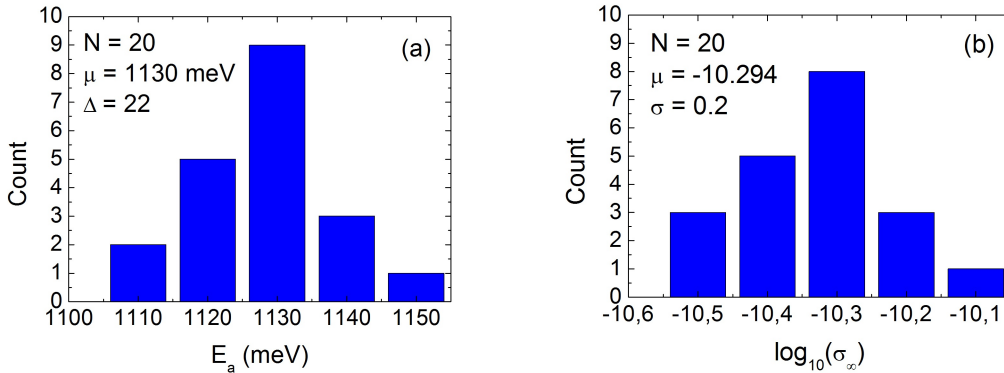 10
9
8
7
6
5
4
3
2
1
0
Count
N = 20
μ = 1130 meV
Δ = 22
(a)
1100 1110 1120 1130 1140 1150
E_a (meV)
10
9
8
7
6
5
4
3
2
1
0
Count
N = 20
μ = -10.294
σ = 0.2
(b)
-10,6 -10,5 -10,4 -10,3 -10,2 -10,1
log₁₀(σ_∞)